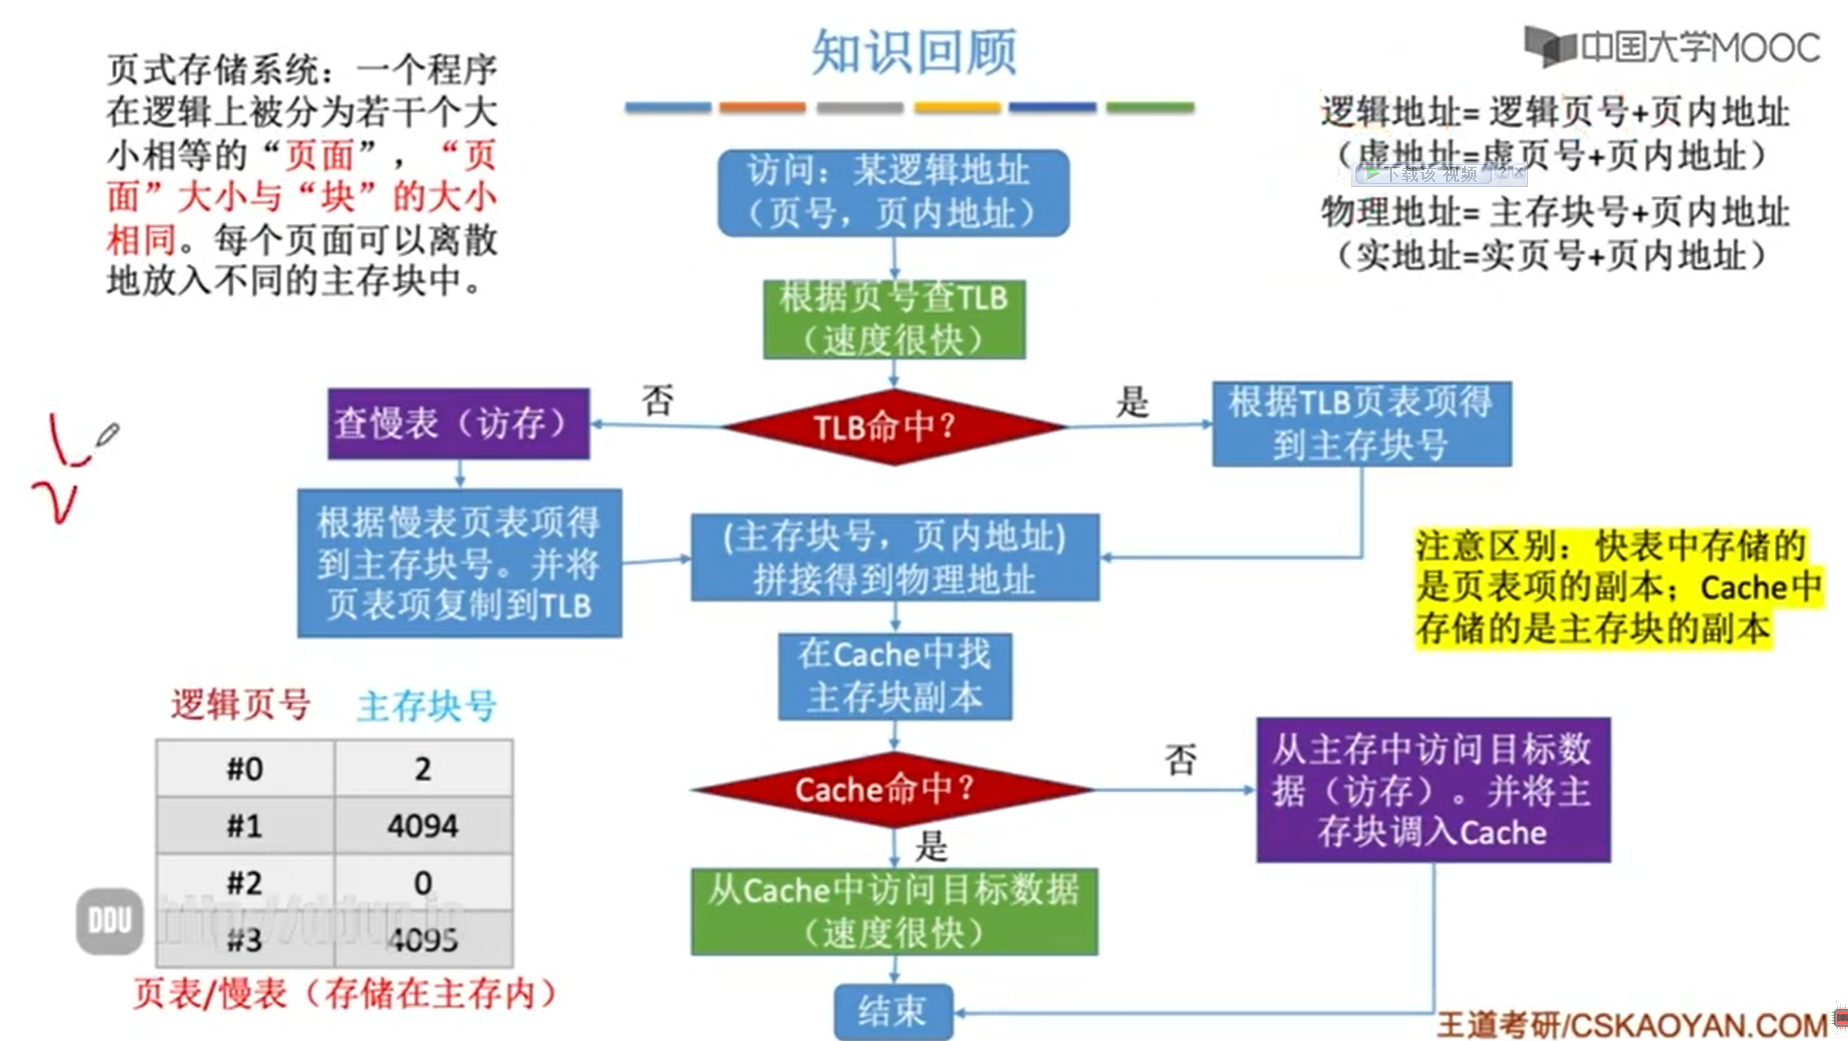 知识回顾
中国大学MOOC
页式存储系统：一个程序
在逻辑上被分为若干个大
小相等的“页面”，“页
面”大小与“块”的大小
相同。每个页面可以离散
地放入不同的主存块中。
逻辑地址= 逻辑页号+页内地址
（虚地址=虚页号+页内地址）
下载该 视频
物理地址= 主存块号+页内地址
（实地址=实页号+页内地址）
访问：某逻辑地址
（页号，页内地址）
根据页号查TLB
（速度很快）
TLB命中？
否
是
查慢表（访存）
根据TLB页表项得
到主存块号
根据慢表页表项得
到主存块号。并将
页表项复制到TLB
(主存块号，页内地址)
拼接得到物理地址
注意区别：快表中存储的
是页表项的副本；Cache中
存储的是主存块的副本
在Cache中找
主存块副本
Cache命中？
否
是
从主存中访问目标数
据（访存）。并将主
存块调入Cache
从Cache中访问目标数据
（速度很快）
结束
逻辑页号 主存块号
#0 2
#1 4094
#2 0
#3 4095
页表/慢表（存储在主存内）
DDU
王道考研/CSKAOYAN.COM